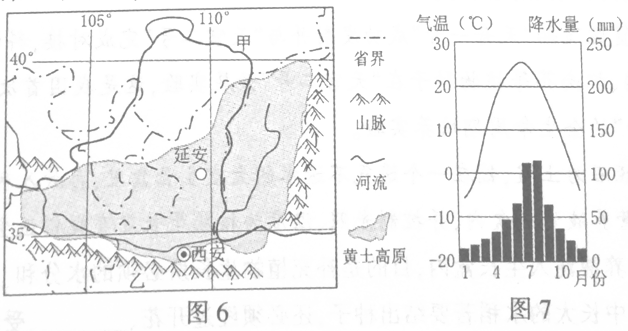 105°
110°
甲
40
延安
35
西安
乙
省界
山脉
河流
黄土高原
图6
气温(℃) 降水量(mm)
30 250
20 200
10 150
0 100
10 50
-20 0
1 4 7 10 月份
图7